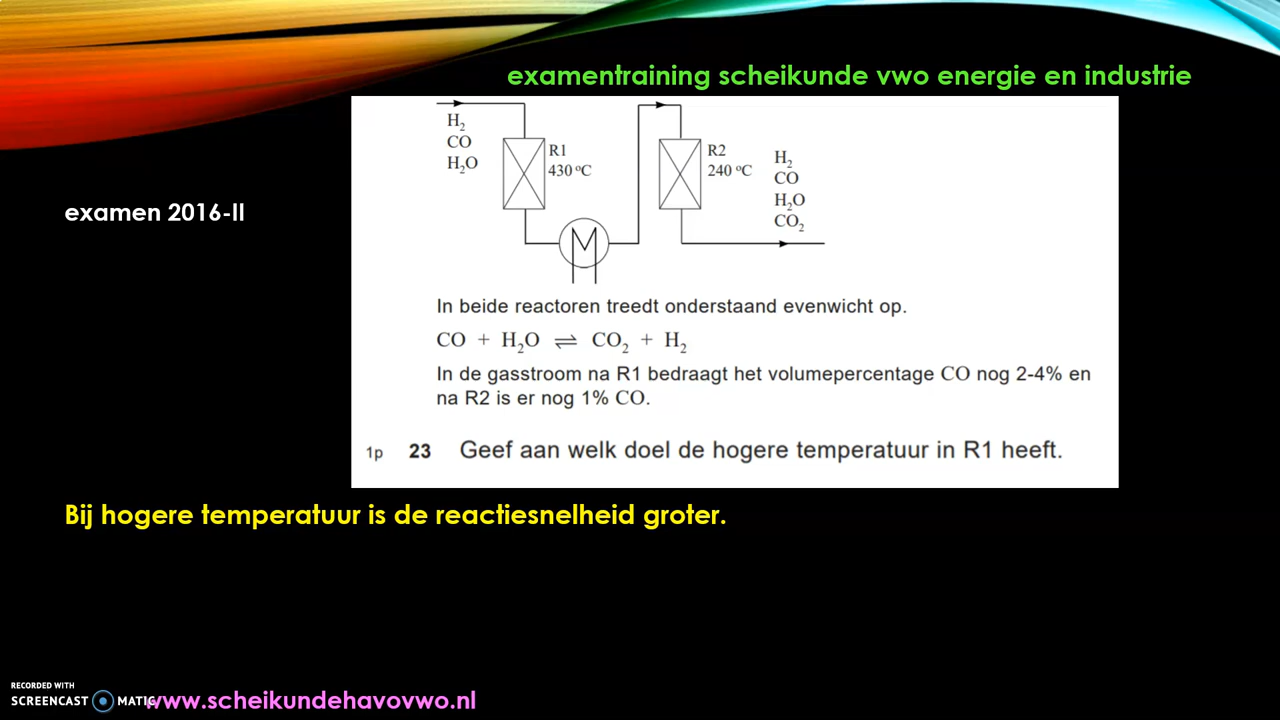 examentraining scheikunde vwo energie en industrie
H₂
CO
H₂O
R1
430 °C
R2
240 °C
H₂
CO
H₂O
CO₂
examen 2016-II
In beide reactoren treedt onderstaand evenwicht op.
CO + H₂O ⇌ CO₂ + H₂
In de gasstroom na R1 bedraagt het volumepercentage CO nog 2-4% en
na R2 is er nog 1% CO.
1p 23 Geef aan welk doel de hogere temperatuur in R1 heeft.
Bij hogere temperatuur is de reactiesnelheid groter.
RECORDED WITH
SCREENCAST MATIC
www.scheikundehavovwo.nl